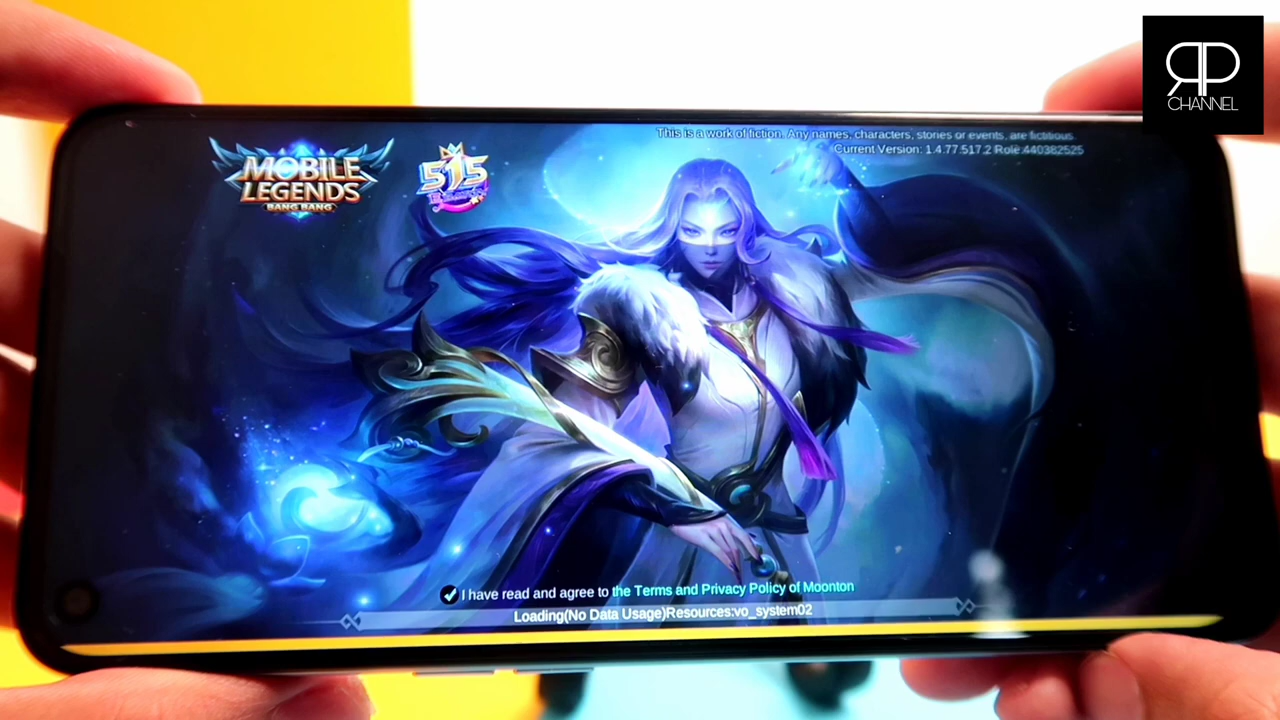 RP
CHANNEL
This is a work of fiction. Any names, characters, stories or events, are fictitious.
Current Version: 1.4.77.517.2 Role:440382525
MOBILE
LEGENDS
BANG BANG
515
I have read and agree to the Terms and Privacy Policy of Moonton
Loading(No Data Usage)Resources:vo_system02